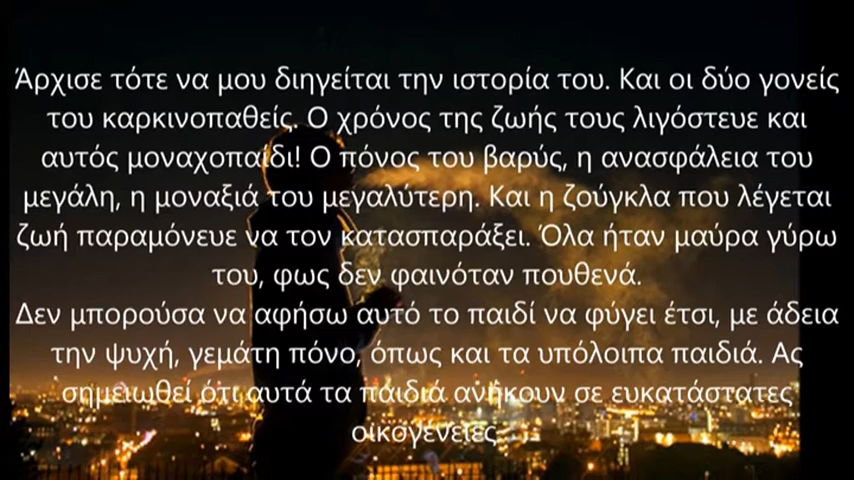 Άρχισε τότε να μου διηγείται την ιστορία του. Και οι δύο γονείς
του καρκινοπαθείς. Ο χρόνος της ζωής τους λιγόστευε και
αυτός μοναχοπαίδι! Ο πόνος του βαρύς, η ανασφάλεια του
μεγάλη, η μοναξιά του μεγαλύτερη. Και η ζούγκλα που λέγεται
ζωή παραμόνευε να τον κατασπαράξει. Όλα ήταν μαύρα γύρω
του, φως δεν φαινόταν πουθενά.
Δεν μπορούσα να αφήσω αυτό το παιδί να φύγει έτσι, με άδεια
την ψυχή, γεμάτη πόνο, όπως και τα υπόλοιπα παιδιά. Ας
σημειωθεί ότι αυτά τα παιδιά ανήκουν σε ευκατάστατες
οικογένειες.